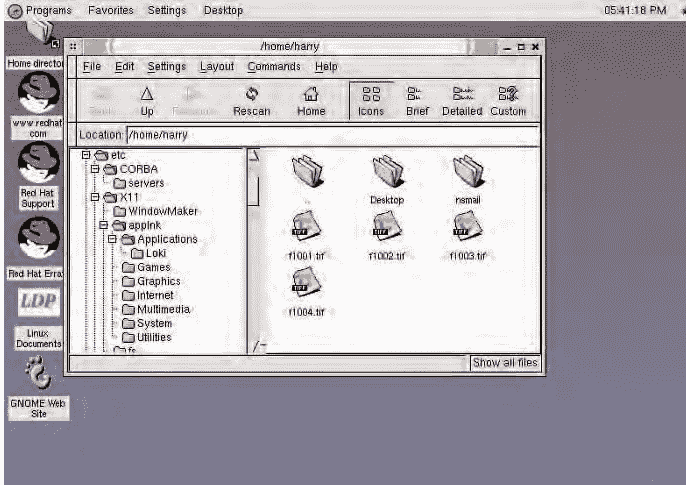 Programs Favorites Settings Desktop 05:41:18 PM
/home/harry
Home director
File Edit Settings Layout Commands Help
Up Rescan Home Icons Brief Detailed Custom
www.redhat
com
Location: /home/harry
etc
CORBA
servers
X11
WindowMaker
applnk
Applications
Loki
Games
Graphics
Internet
Multimedia
System
Utilities
fs
..
Desktop
nsmail
f1001.tif
f1002.tif
f1003.tif
f1004.tif
Red Hat
Support
Red Hat Errat
LDP
Linux
Documents
Show all files
GNOME Web
Site